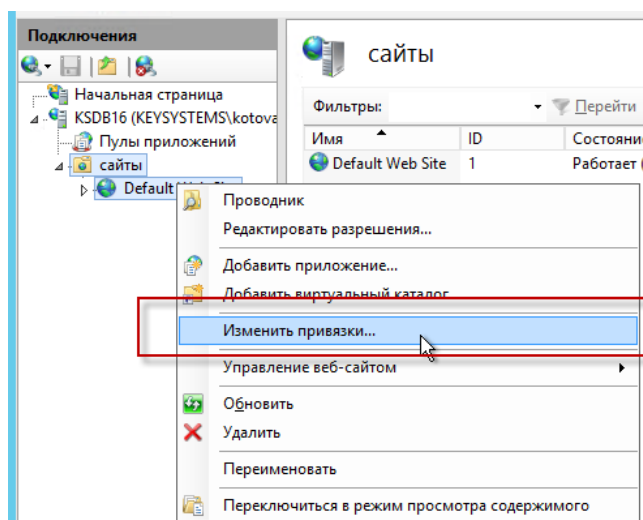 Подключения
Начальная страница
KSDB16 (KEYSYSTEMS\kotova
Пулы приложений
сайты
Default
сайты
Фильтры:
Перейти
Имя ID Состояни
Default Web Site 1 Работает (
Проводник
Редактировать разрешения...
Добавить приложение...
Добавить виртуальный каталог
Изменить привязки...
Управление веб-сайтом
Обновить
Удалить
Переименовать
Переключиться в режим просмотра содержимого